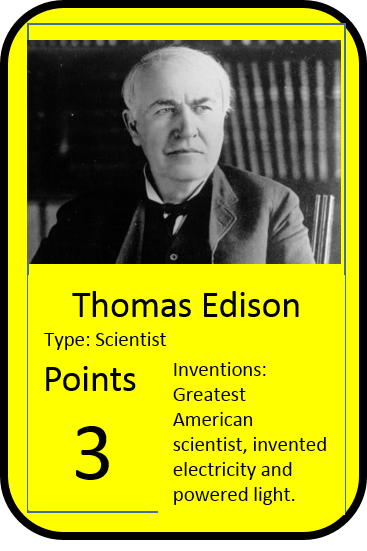 Thomas Edison
Type: Scientist
Points
3
Inventions:
Greatest
American
scientist, invented
electricity and
powered light.